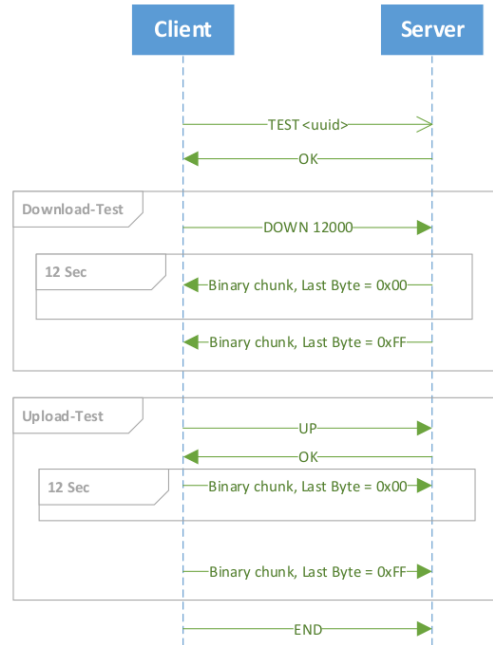 Client Server
TEST <uuid>
OK
Download-Test
DOWN 12000
12 Sec
Binary chunk, Last Byte = 0x00
Binary chunk, Last Byte = 0xFF
Upload-Test
UP
OK
12 Sec
Binary chunk, Last Byte = 0x00
Binary chunk, Last Byte = 0xFF
END